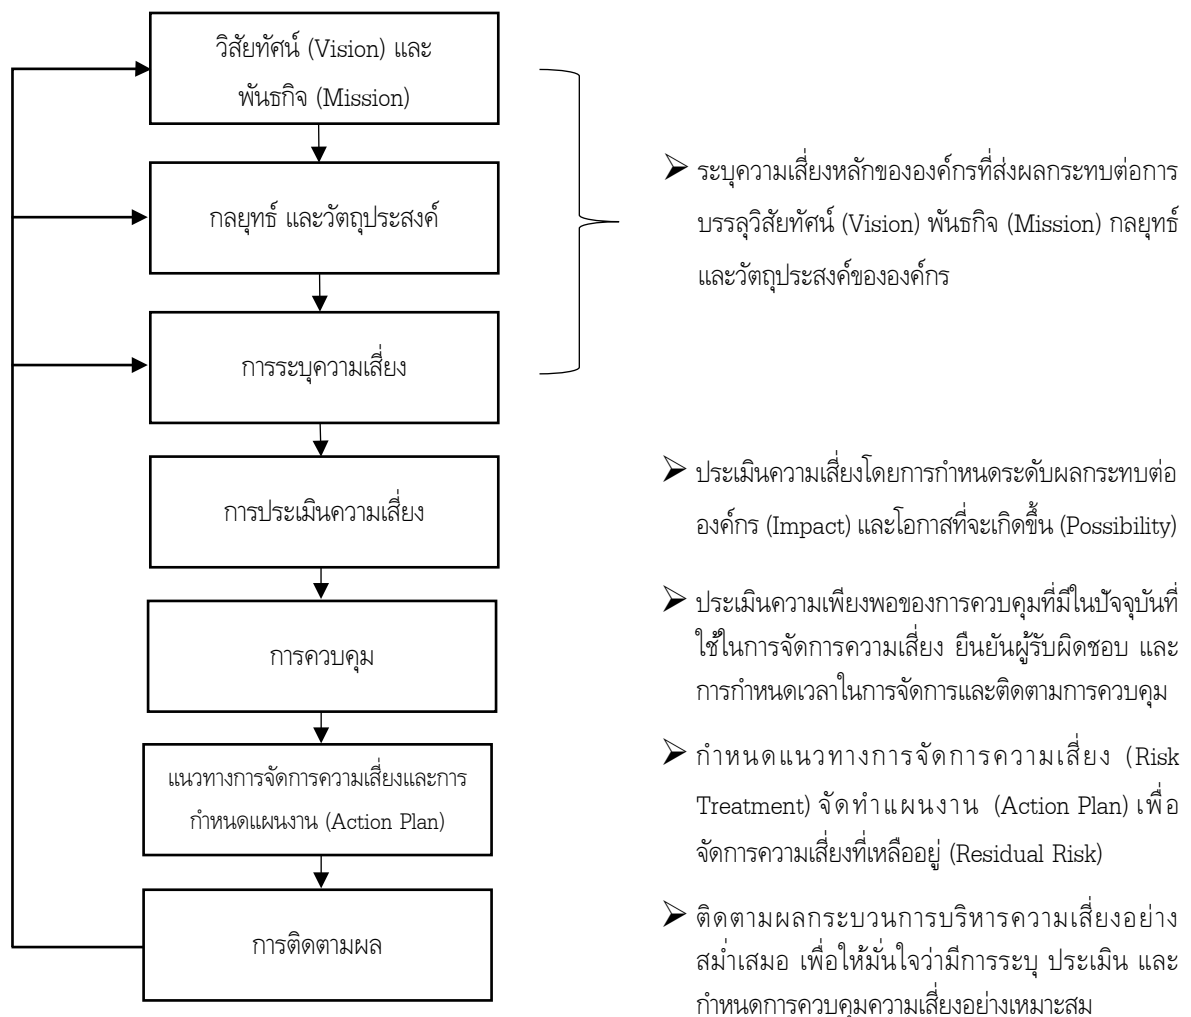 วิสัยทัศน์ (Vision) และ
พันธกิจ (Mission)
กลยุทธ์ และวัตถุประสงค์
การระบุความเสี่ยง
➢ ระบุความเสี่ยงหลักขององค์กรที่ส่งผลกระทบต่อการ
บรรลุวิสัยทัศน์ (Vision) พันธกิจ (Mission) กลยุทธ์
และวัตถุประสงค์ขององค์กร
การประเมินความเสี่ยง
➢ ประเมินความเสี่ยงโดยการกำหนดระดับผลกระทบต่อ
องค์กร (Impact) และโอกาสที่จะเกิดขึ้น (Possibility)
การควบคุม
➢ ประเมินความเพียงพอของการควบคุมที่มีในปัจจุบันที่
ใช้ในการจัดการความเสี่ยง ยืนยันผู้รับผิดชอบ และ
การกำหนดเวลาในการจัดการและติดตามการควบคุม
แนวทางการจัดการความเสี่ยงและการ
กำหนดแผนงาน (Action Plan)
➢ กำหนดแนวทางการจัดการความเสี่ยง (Risk
Treatment) จัดทำแผนงาน (Action Plan) เพื่อ
จัดการความเสี่ยงที่เหลืออยู่ (Residual Risk)
การติดตามผล
➢ ติดตามผลกระบวนการบริหารความเสี่ยงอย่าง
สม่ำเสมอ เพื่อให้มั่นใจว่ามีการระบุ ประเมิน และ
กำหนดการควบคุมความเสี่ยงอย่างเหมาะสม